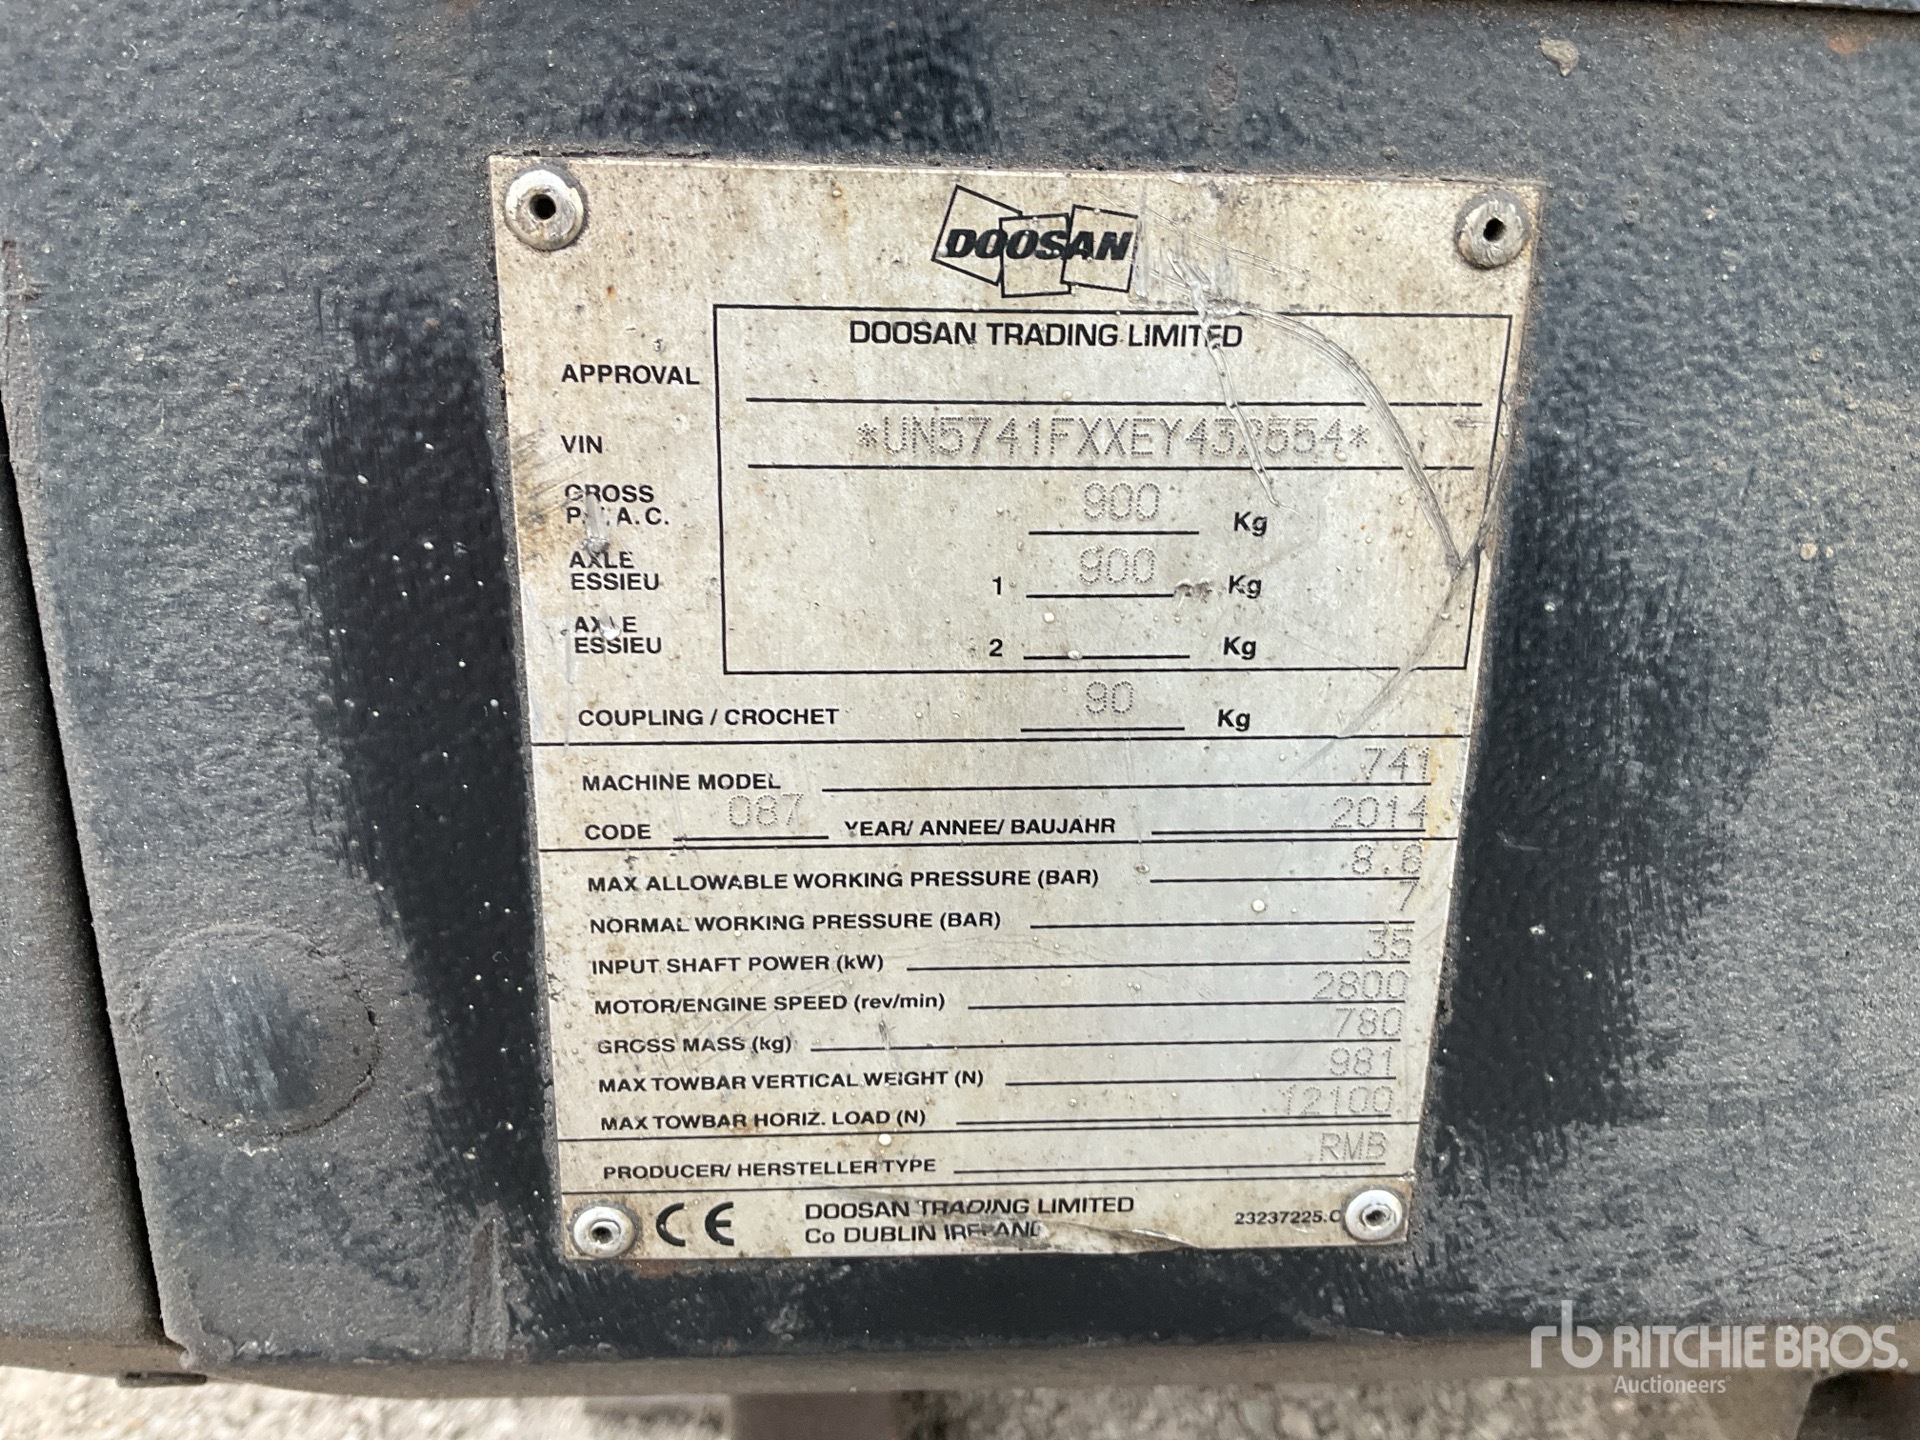 DOOSAN
DOOSAN TRADING LIMITED
APPROVAL
VIN *UN5741FXXEY432554*
GROSS 900 Kg
P.T.A.C.
AXLE
ESSIEU 1 900 Kg
AXLE
ESSIEU 2 Kg
COUPLING / CROCHET 90 Kg
MACHINE MODEL 741
CODE 087 YEAR/ ANNEE/ BAUJAHR 2014
MAX ALLOWABLE WORKING PRESSURE (BAR) 8.6
NORMAL WORKING PRESSURE (BAR) 7
INPUT SHAFT POWER (kW) 35
MOTOR/ENGINE SPEED (rev/min) 2800
GROSS MASS (kg) 780
MAX TOWBAR VERTICAL WEIGHT (N) 981
MAX TOWBAR HORIZ. LOAD (N) 12100
PRODUCER/ HERSTELLER TYPE RMB
CE DOOSAN TRADING LIMITED
Co DUBLIN IRELAND
23237225.
rb RITCHIE BROS.
Auctioneers